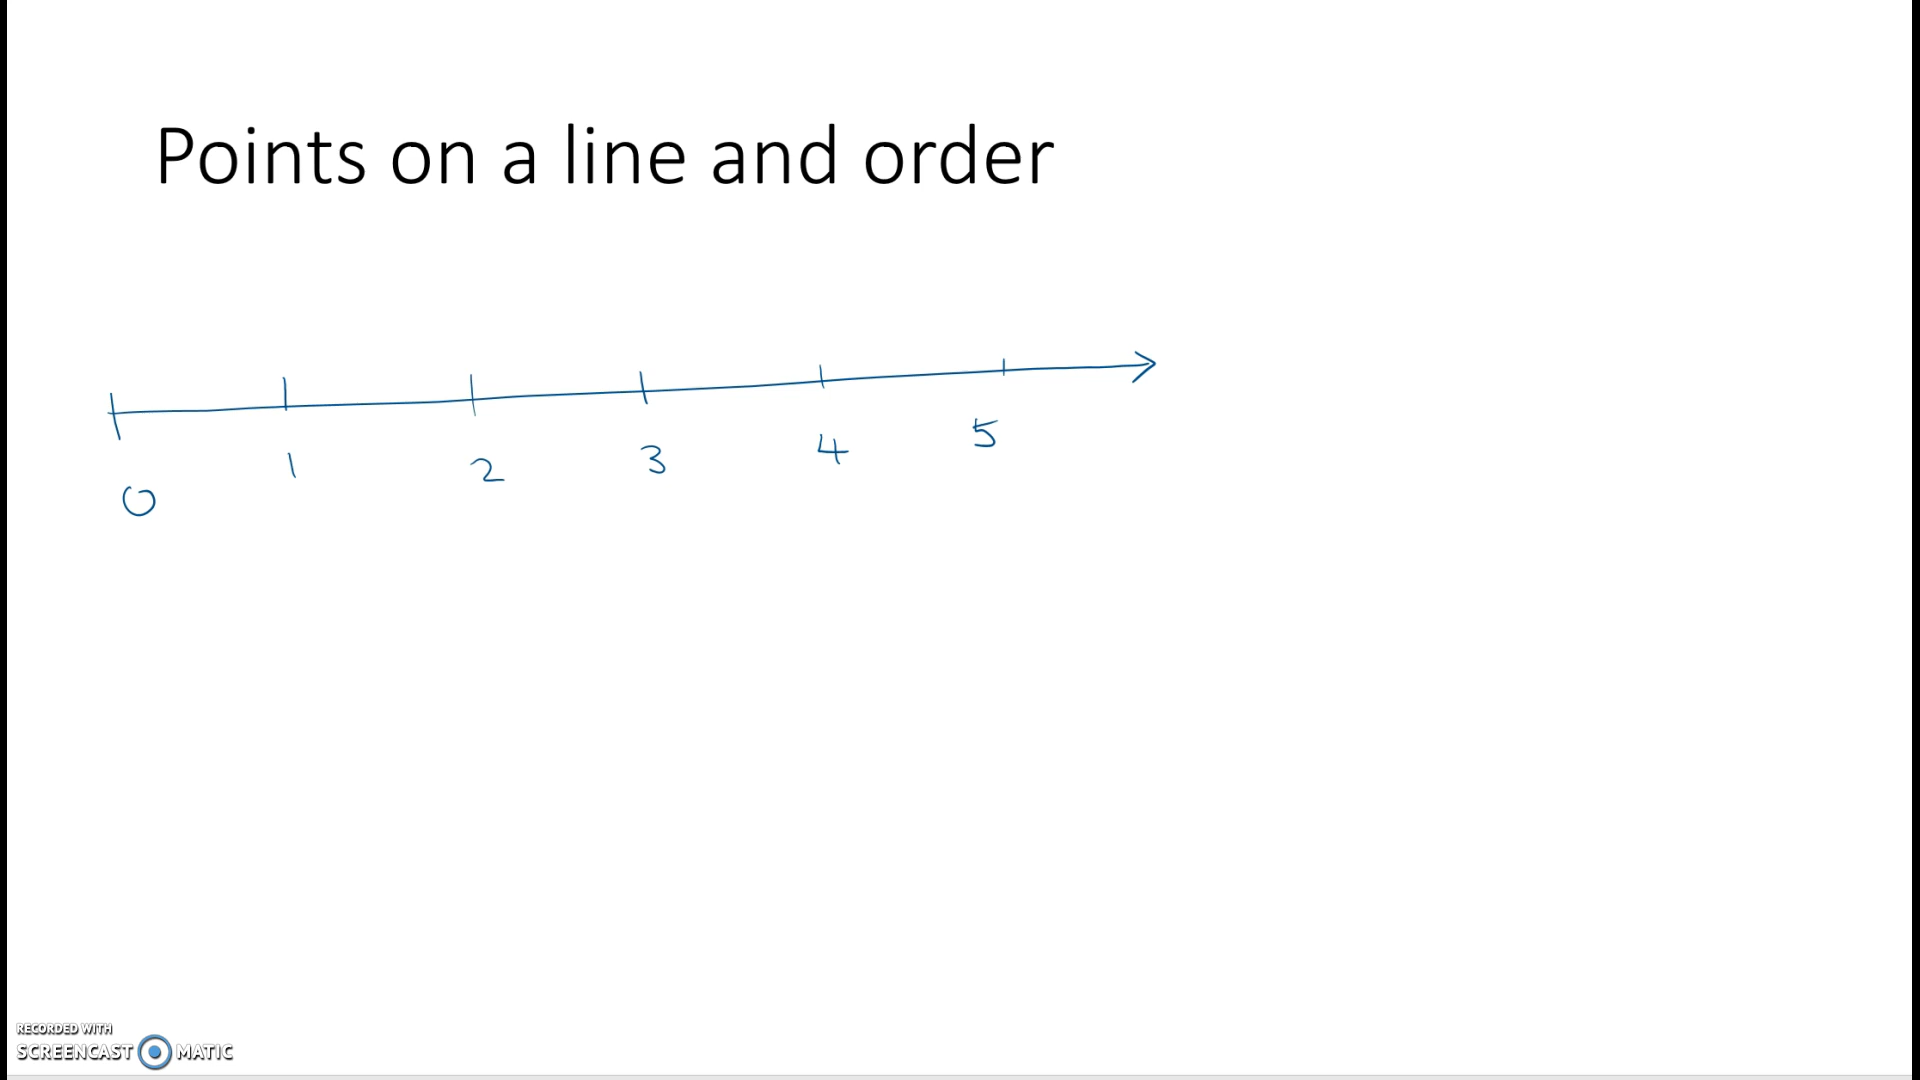 Points on a line and order
0 1 2 3 4 5
RECORDED WITH
SCREENCAST MATIC